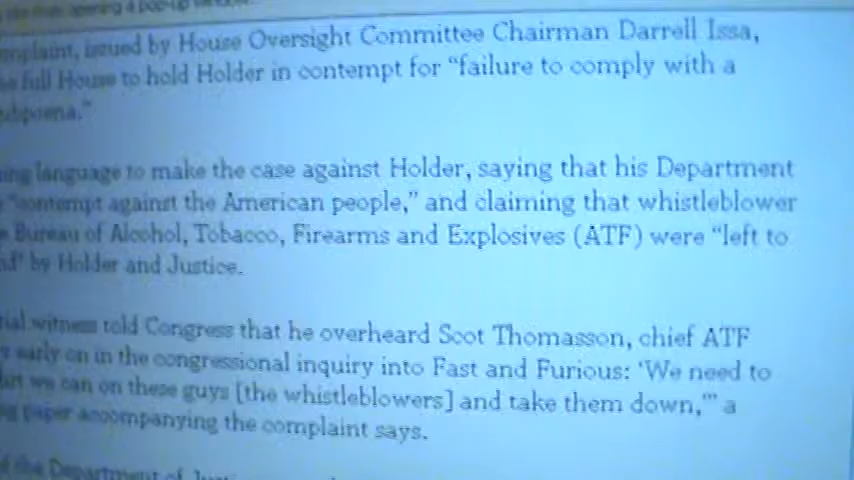 opening a pop-up
complaint, issued by House Oversight Committee Chairman Darrell Issa,
full House to hold Holder in contempt for “failure to comply with a
subpoena.”
language to make the case against Holder, saying that his Department
“contempt against the American people,” and claiming that whistleblower
Bureau of Alcohol, Tobacco, Firearms and Explosives (ATF) were “left to
by Holder and Justice.
witness told Congress that he overheard Scot Thomasson, chief ATF
early on in the congressional inquiry into Fast and Furious: ‘We need to
we can on these guys [the whistleblowers] and take them down,’” a
paper accompanying the complaint says.
the Department of